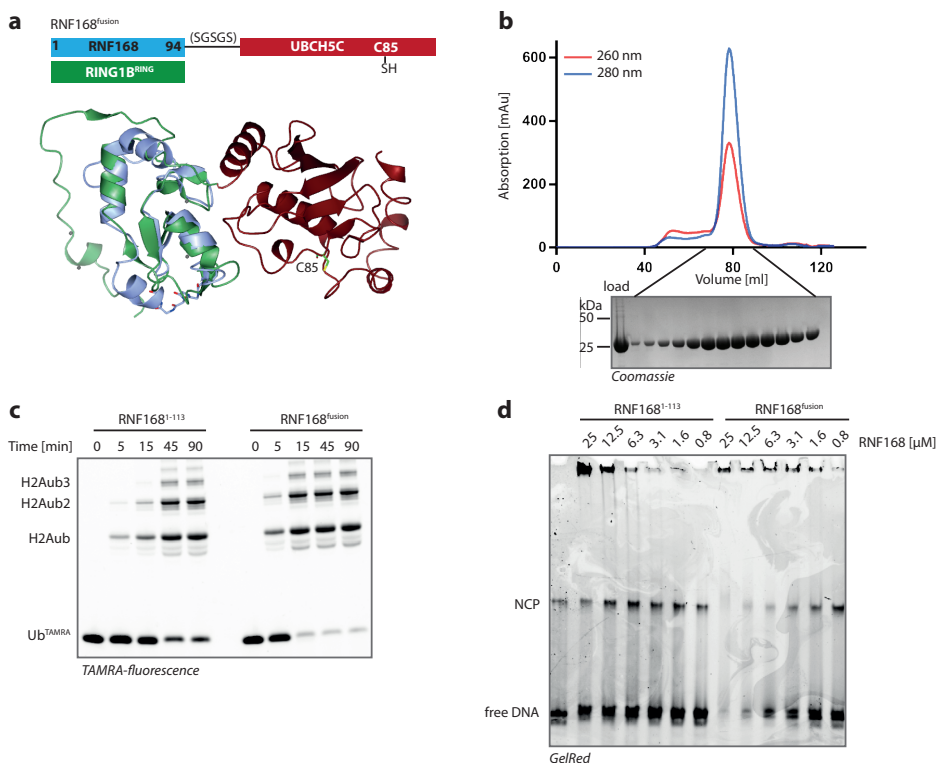 a
RNF168fusion
(SGSGS)
1 RNF168 94
UBCH5C C85
SH
RING1BRING
C85
b
260 nm
280 nm
Absorption [mAu]
600
400
200
0
0 40 80 120
Volume [ml]
load
kDa
50
25
Coomassie
c
RNF1681-113 RNF168fusion
Time [min] 0 5 15 45 90 0 5 15 45 90
H2Aub3
H2Aub2
H2Aub
UbTAMRA
TAMRA-fluorescence
d
RNF1681-113 RNF168fusion
25 12.5 6.3 3.1 1.6 0.8 25 12.5 6.3 3.1 1.6 0.8 RNF168 [µM]
NCP
free DNA
GelRed